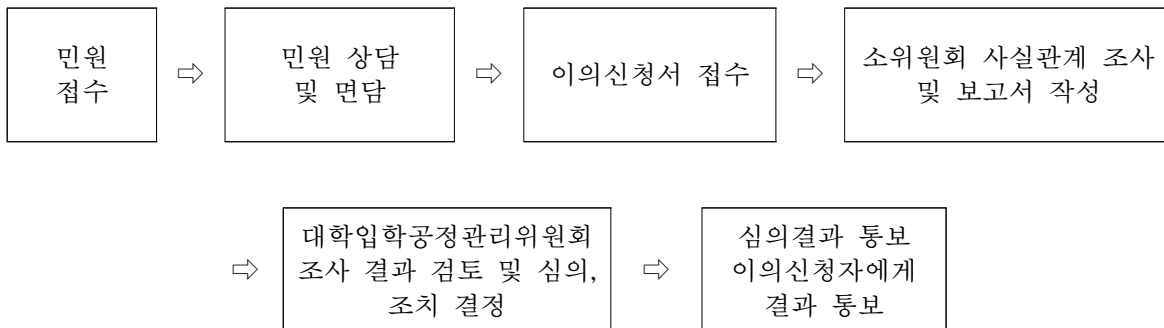 민원
접수
⇨
민원 상담
및 면담
⇨
이의신청서 접수
⇨
소위원회 사실관계 조사
및 보고서 작성
⇨
대학입학공정관리위원회
조사 결과 검토 및 심의,
조치 결정
⇨
심의결과 통보
이의신청자에게
결과 통보